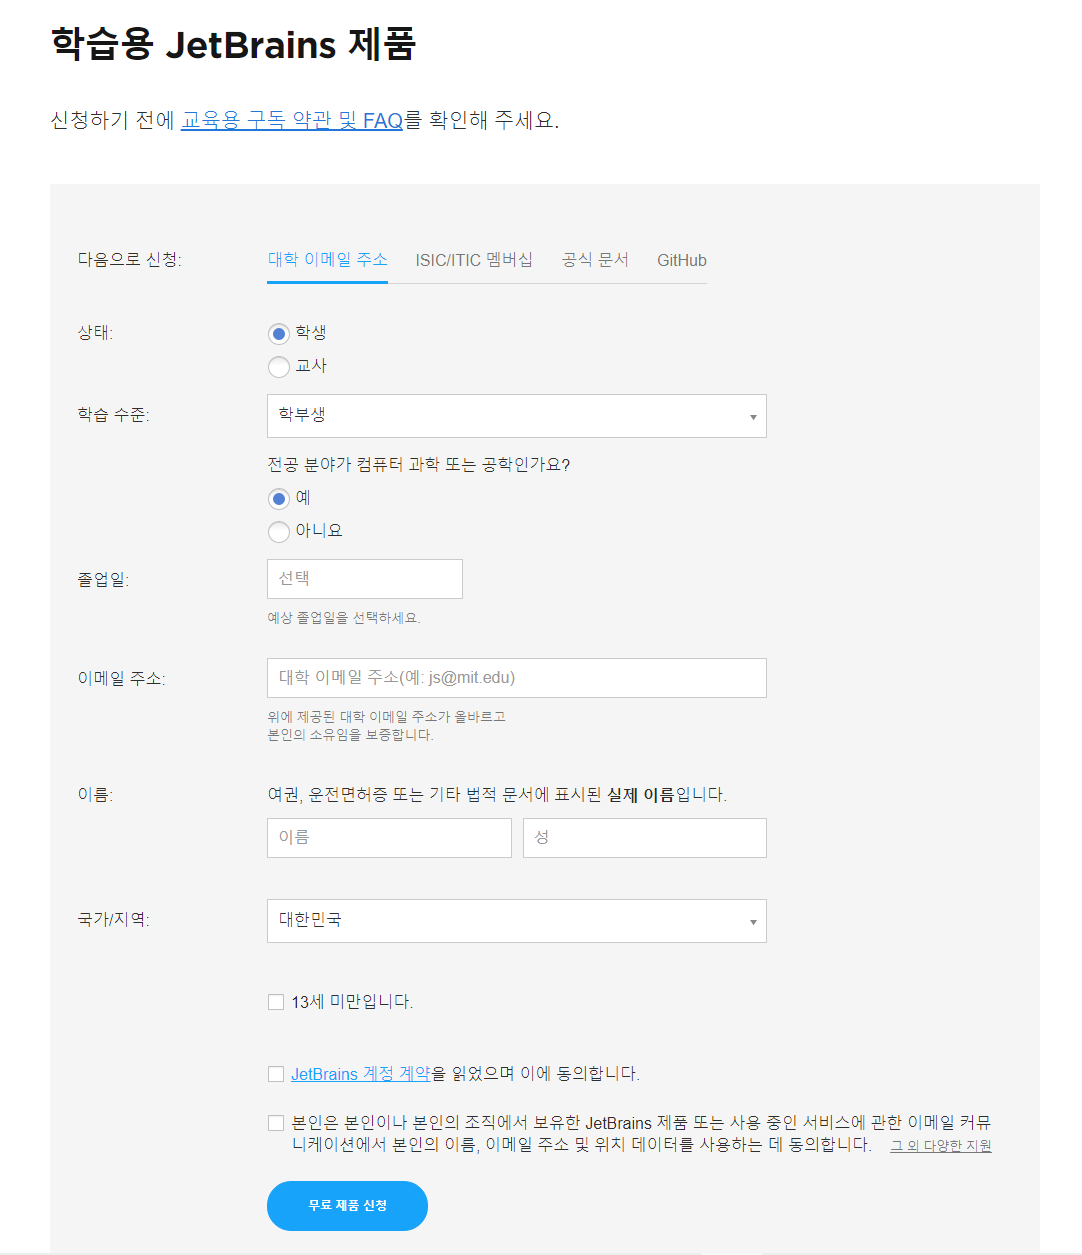 학습용 JetBrains 제품
신청하기 전에 교육용 구독 약관 및 FAQ를 확인해 주세요.
다음으로 신청: 대학 이메일 주소 ISIC/ITIC 멤버십 공식 문서 GitHub
상태: 학생
교사
학습 수준: 학부생
전공 분야가 컴퓨터 과학 또는 공학인가요?
예
아니요
졸업일: 선택
예상 졸업일을 선택하세요.
이메일 주소: 대학 이메일 주소(예: js@mit.edu)
위에 제공된 대학 이메일 주소가 올바르고
본인의 소유임을 보증합니다.
이름: 여권, 운전면허증 또는 기타 법적 문서에 표시된 실제 이름입니다.
이름 성
국가/지역: 대한민국
13세 미만입니다.
JetBrains 계정 계약을 읽었으며 이에 동의합니다.
본인은 본인이나 본인의 조직에서 보유한 JetBrains 제품 또는 사용 중인 서비스에 관한 이메일 커뮤
니케이션에서 본인의 이름, 이메일 주소 및 위치 데이터를 사용하는 데 동의합니다. 그 외 다양한 지원
무료 제품 신청